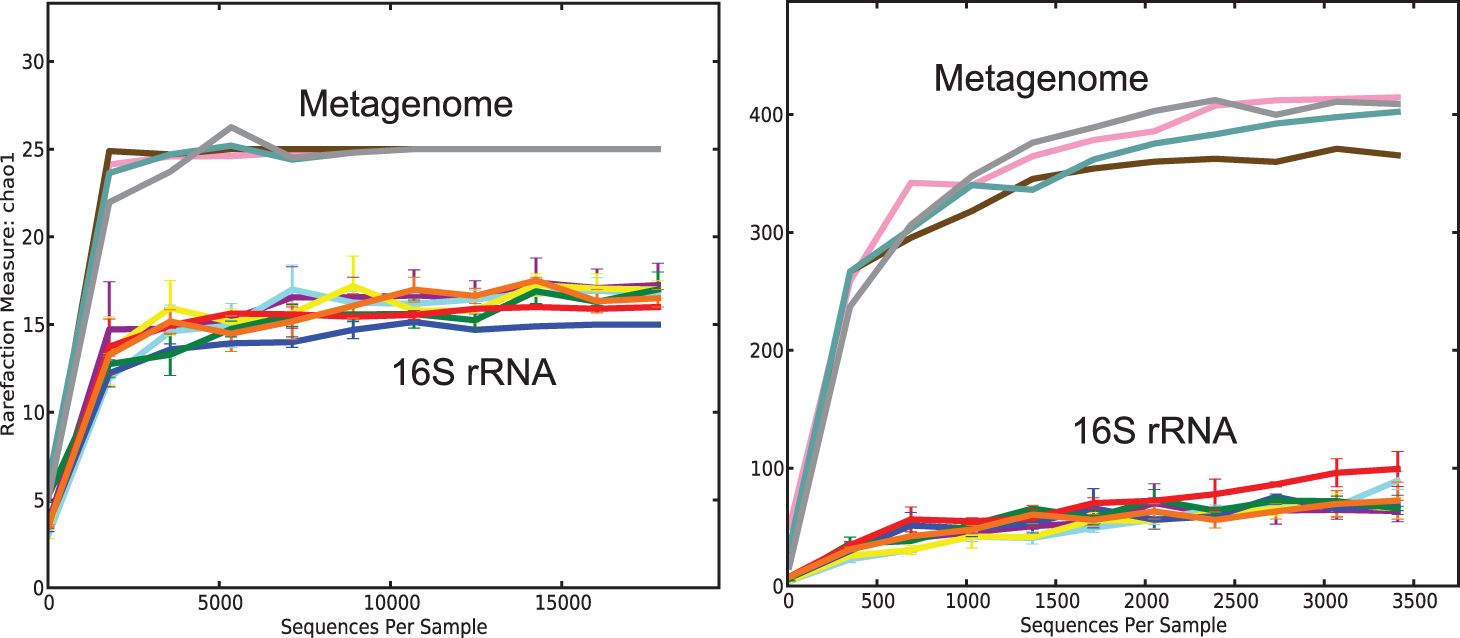 Rarefaction Measure: chao1
30
25
20
15
10
5
0
Metagenome
16S rRNA
0 5000 10000 15000
Sequences Per Sample
400
300
200
100
0
Metagenome
16S rRNA
0 500 1000 1500 2000 2500 3000 3500
Sequences Per Sample